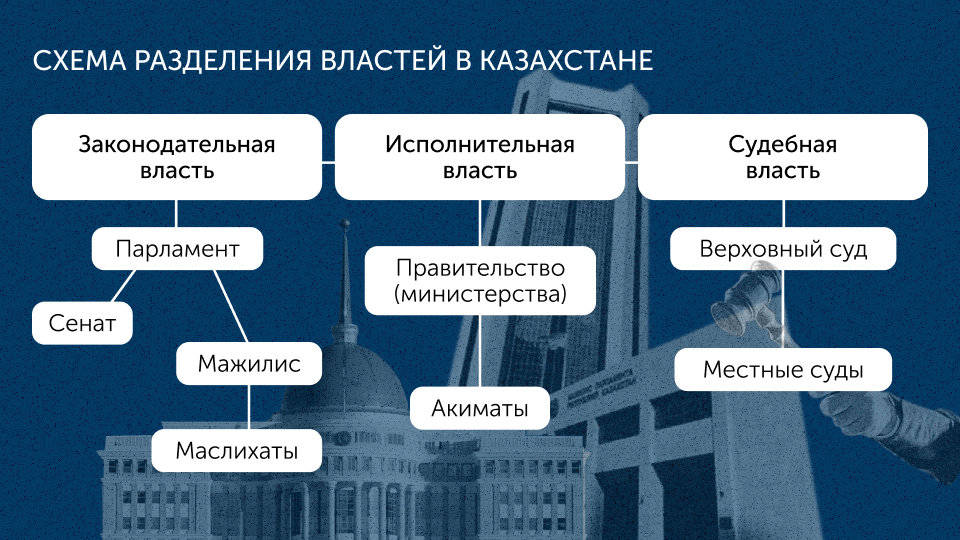 СХЕМА РАЗДЕЛЕНИЯ ВЛАСТЕЙ В КАЗАХСТАНЕ
Законодательная
власть
Исполнительная
власть
Судебная
власть
Парламент
Сенат
Мажилис
Маслихаты
Правительство
(министерства)
Акиматы
Верховный суд
Местные суды